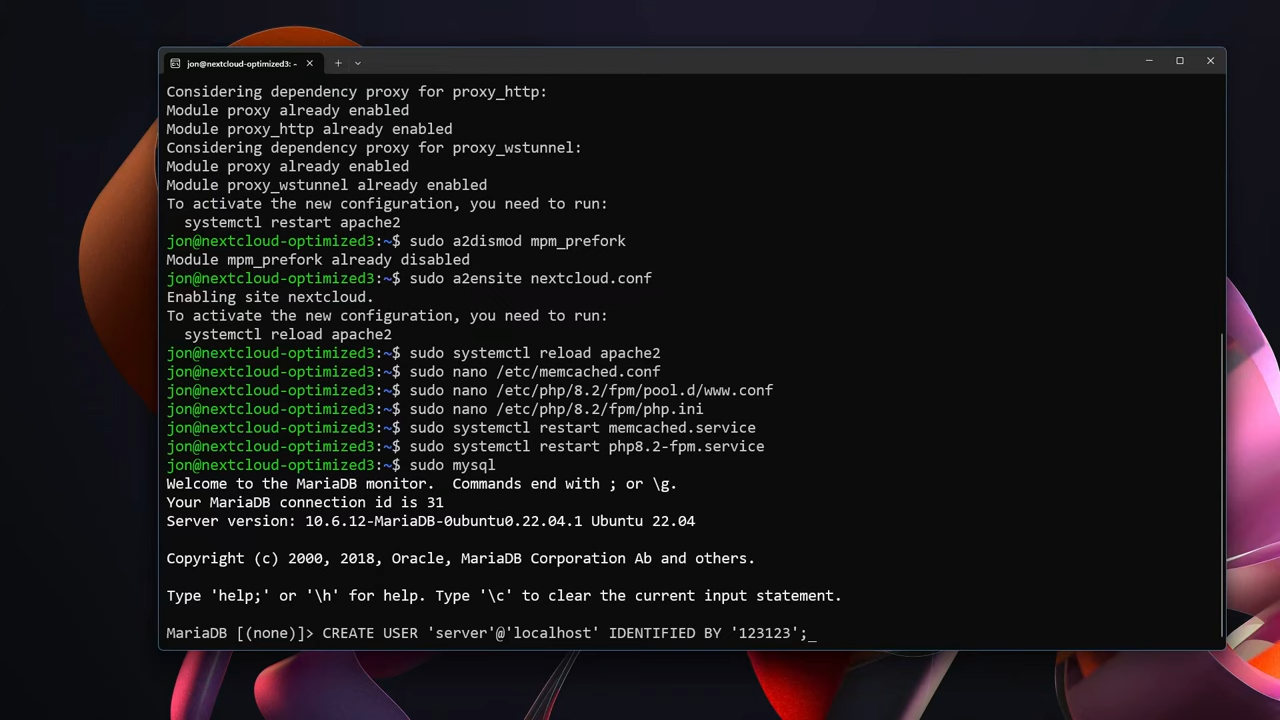 jon@nextcloud-optimized3: ~
Considering dependency proxy for proxy_http:
Module proxy already enabled
Module proxy_http already enabled
Considering dependency proxy for proxy_wstunnel:
Module proxy already enabled
Module proxy_wstunnel already enabled
To activate the new configuration, you need to run:
  systemctl restart apache2
jon@nextcloud-optimized3:~$ sudo a2dismod mpm_prefork
Module mpm_prefork already disabled
jon@nextcloud-optimized3:~$ sudo a2ensite nextcloud.conf
Enabling site nextcloud.
To activate the new configuration, you need to run:
  systemctl reload apache2
jon@nextcloud-optimized3:~$ sudo systemctl reload apache2
jon@nextcloud-optimized3:~$ sudo nano /etc/memcached.conf
jon@nextcloud-optimized3:~$ sudo nano /etc/php/8.2/fpm/pool.d/www.conf
jon@nextcloud-optimized3:~$ sudo nano /etc/php/8.2/fpm/php.ini
jon@nextcloud-optimized3:~$ sudo systemctl restart memcached.service
jon@nextcloud-optimized3:~$ sudo systemctl restart php8.2-fpm.service
jon@nextcloud-optimized3:~$ sudo mysql
Welcome to the MariaDB monitor.  Commands end with ; or \g.
Your MariaDB connection id is 31
Server version: 10.6.12-MariaDB-0ubuntu0.22.04.1 Ubuntu 22.04
Copyright (c) 2000, 2018, Oracle, MariaDB Corporation Ab and others.
Type 'help;' or '\h' for help. Type '\c' to clear the current input statement.
MariaDB [(none)]> CREATE USER 'server'@'localhost' IDENTIFIED BY '123123';_